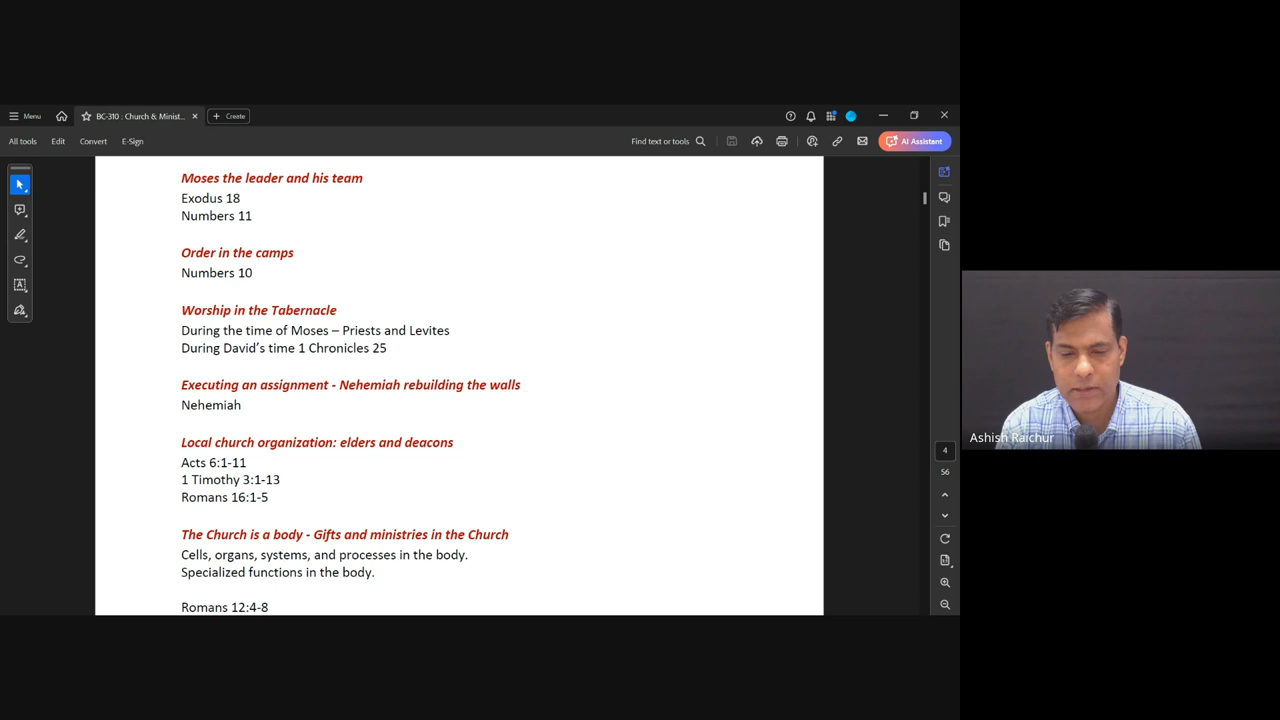 Menu
BC-310 : Church & Minist...
Create
All tools
Edit
Convert
E-Sign
Find text or tools
AI Assistant
Moses the leader and his team
Exodus 18
Numbers 11
Order in the camps
Numbers 10
Worship in the Tabernacle
During the time of Moses – Priests and Levites
During David’s time 1 Chronicles 25
Executing an assignment - Nehemiah rebuilding the walls
Nehemiah
Local church organization: elders and deacons
Acts 6:1-11
1 Timothy 3:1-13
Romans 16:1-5
The Church is a body - Gifts and ministries in the Church
Cells, organs, systems, and processes in the body.
Specialized functions in the body.
Romans 12:4-8
4
56
Ashish Raichur